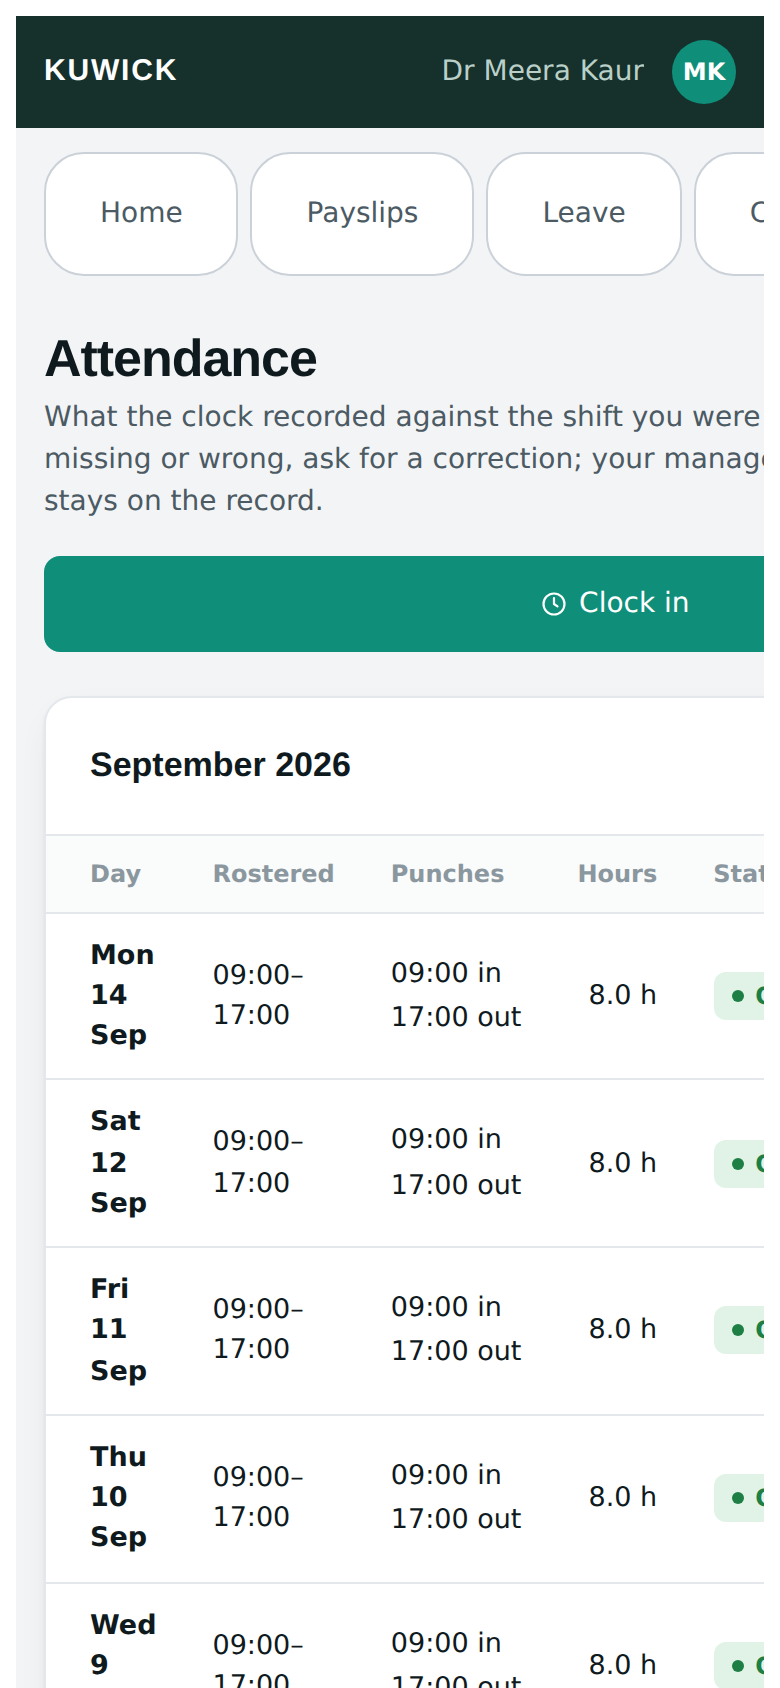 KUWICK
Dr Meera Kaur MK
Home Payslips Leave
Attendance
What the clock recorded against the shift you were
missing or wrong, ask for a correction; your
stays on the record.
Clock in
September 2026
Day Rostered Punches Hours
Mon 14 Sep 09:00–17:00 09:00 in 17:00 out 8.0 h
Sat 12 Sep 09:00–17:00 09:00 in 17:00 out 8.0 h
Fri 11 Sep 09:00–17:00 09:00 in 17:00 out 8.0 h
Thu 10 Sep 09:00–17:00 09:00 in 17:00 out 8.0 h
Wed 9 09:00–17:00 09:00 in 17:00 out 8.0 h